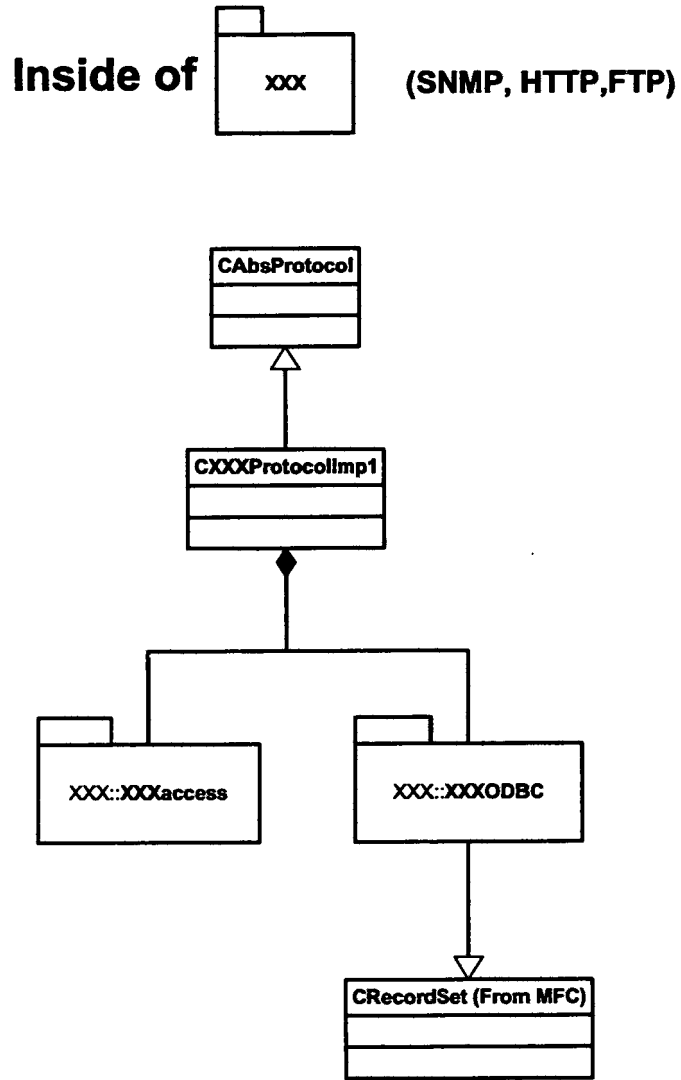 Inside of XXX (SNMP, HTTP,FTP)
CAbsProtocol
CXXXProtocolImp1
XXX::XXXaccess
XXX::XXXODBC
CRecordSet (From MFC)